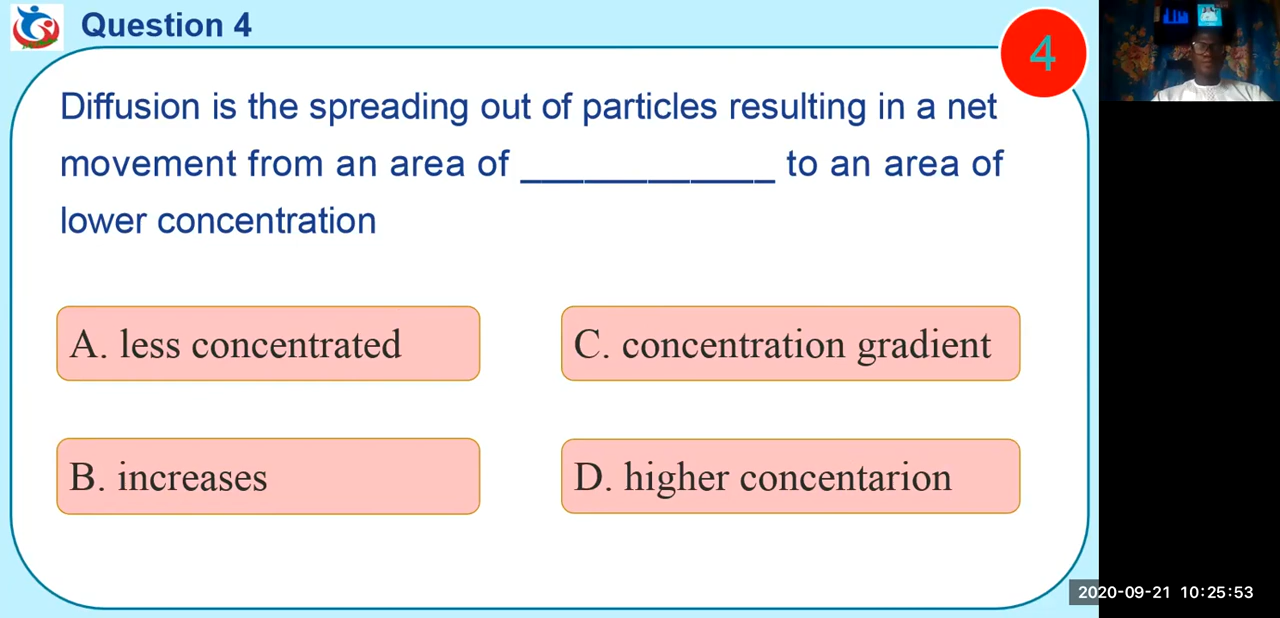 Question 4
4
Diffusion is the spreading out of particles resulting in a net
movement from an area of ____________ to an area of
lower concentration
A. less concentrated
C. concentration gradient
B. increases
D. higher concentarion
2020-09-21 10:25:53